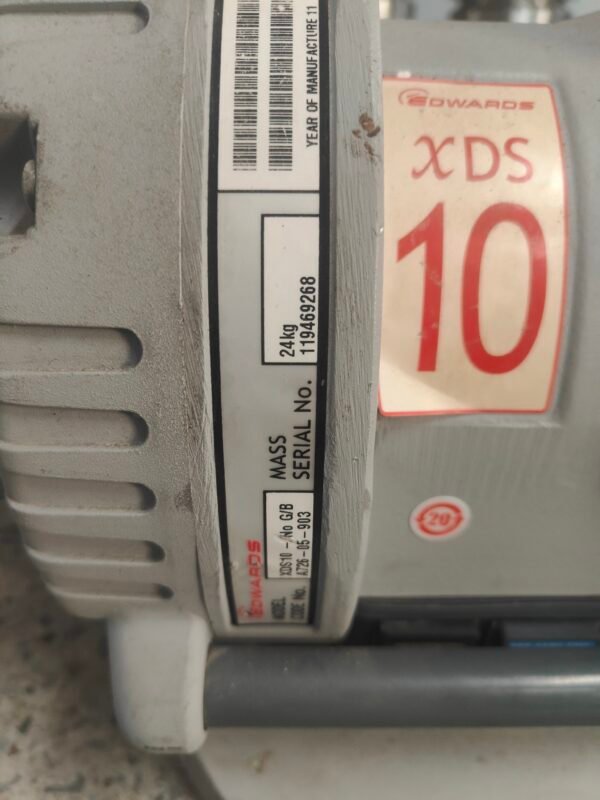 YEAR OF MANUFACTURE 11
24kg
119469268
MASS
SERIAL No.
XDS10 - No G/B
A726-05-903
EDWARDS
MODEL
CODE No.
EDWARDS
XDS
10
20